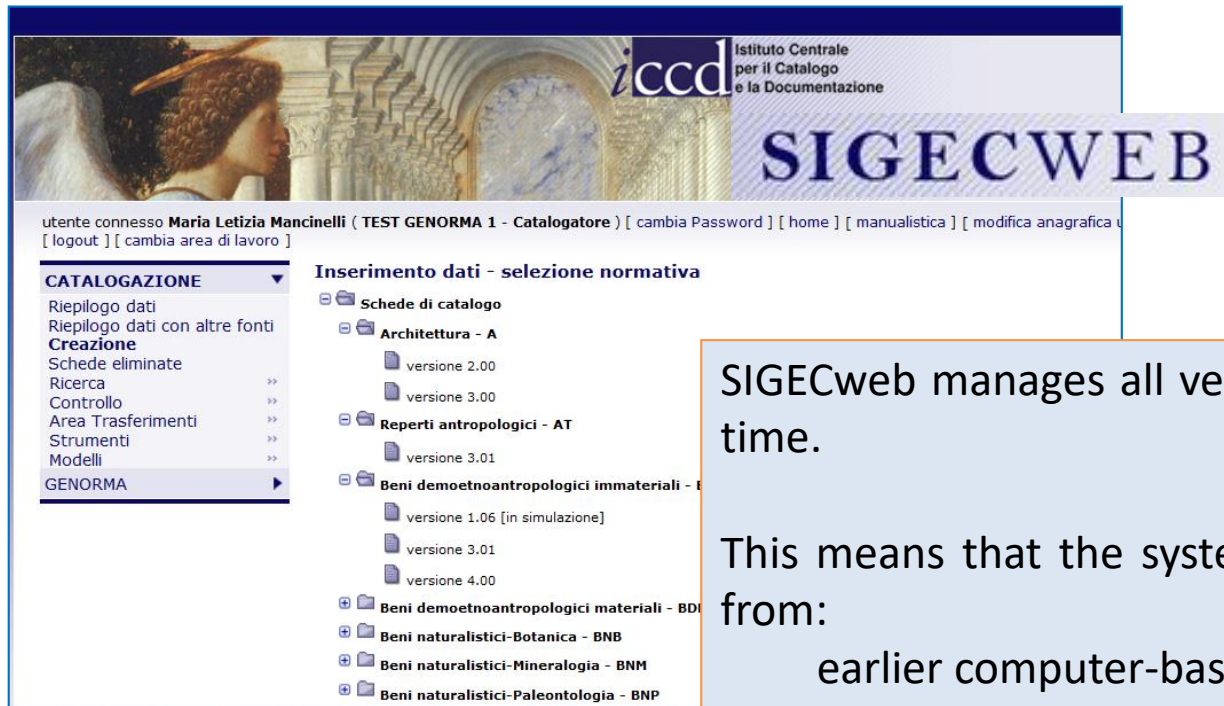 iccd
Istituto Centrale
per il Catalogo
e la Documentazione
SIGECWEB
utente connesso Maria Letizia Mancinelli ( TEST GENORMA 1 - Catalogatore ) [ cambia Password ] [ home ] [ manualistica ] [ modifica anagrafica
[ logout ] [ cambia area di lavoro ]
CATALOGAZIONE
Riepilogo dati
Riepilogo dati con altre fonti
Creazione
Schede eliminate
Ricerca »
Controllo »
Area Trasferimenti »
Strumenti »
Modelli »
GENORMA
Inserimento dati - selezione normativa
Schede di catalogo
Architettura - A
versione 2.00
versione 3.00
Reperti antropologici - AT
versione 3.01
Beni demoetnoantropologici immateriali -
versione 1.06 [in simulazione]
versione 3.01
versione 4.00
Beni demoetnoantropologici materiali -
Beni naturalistici-Botanica - BNB
Beni naturalistici-Mineralogia - BNM
Beni naturalistici-Paleontologia - BNP
SIGECweb manages all
time.
This means that the
from:
earlier